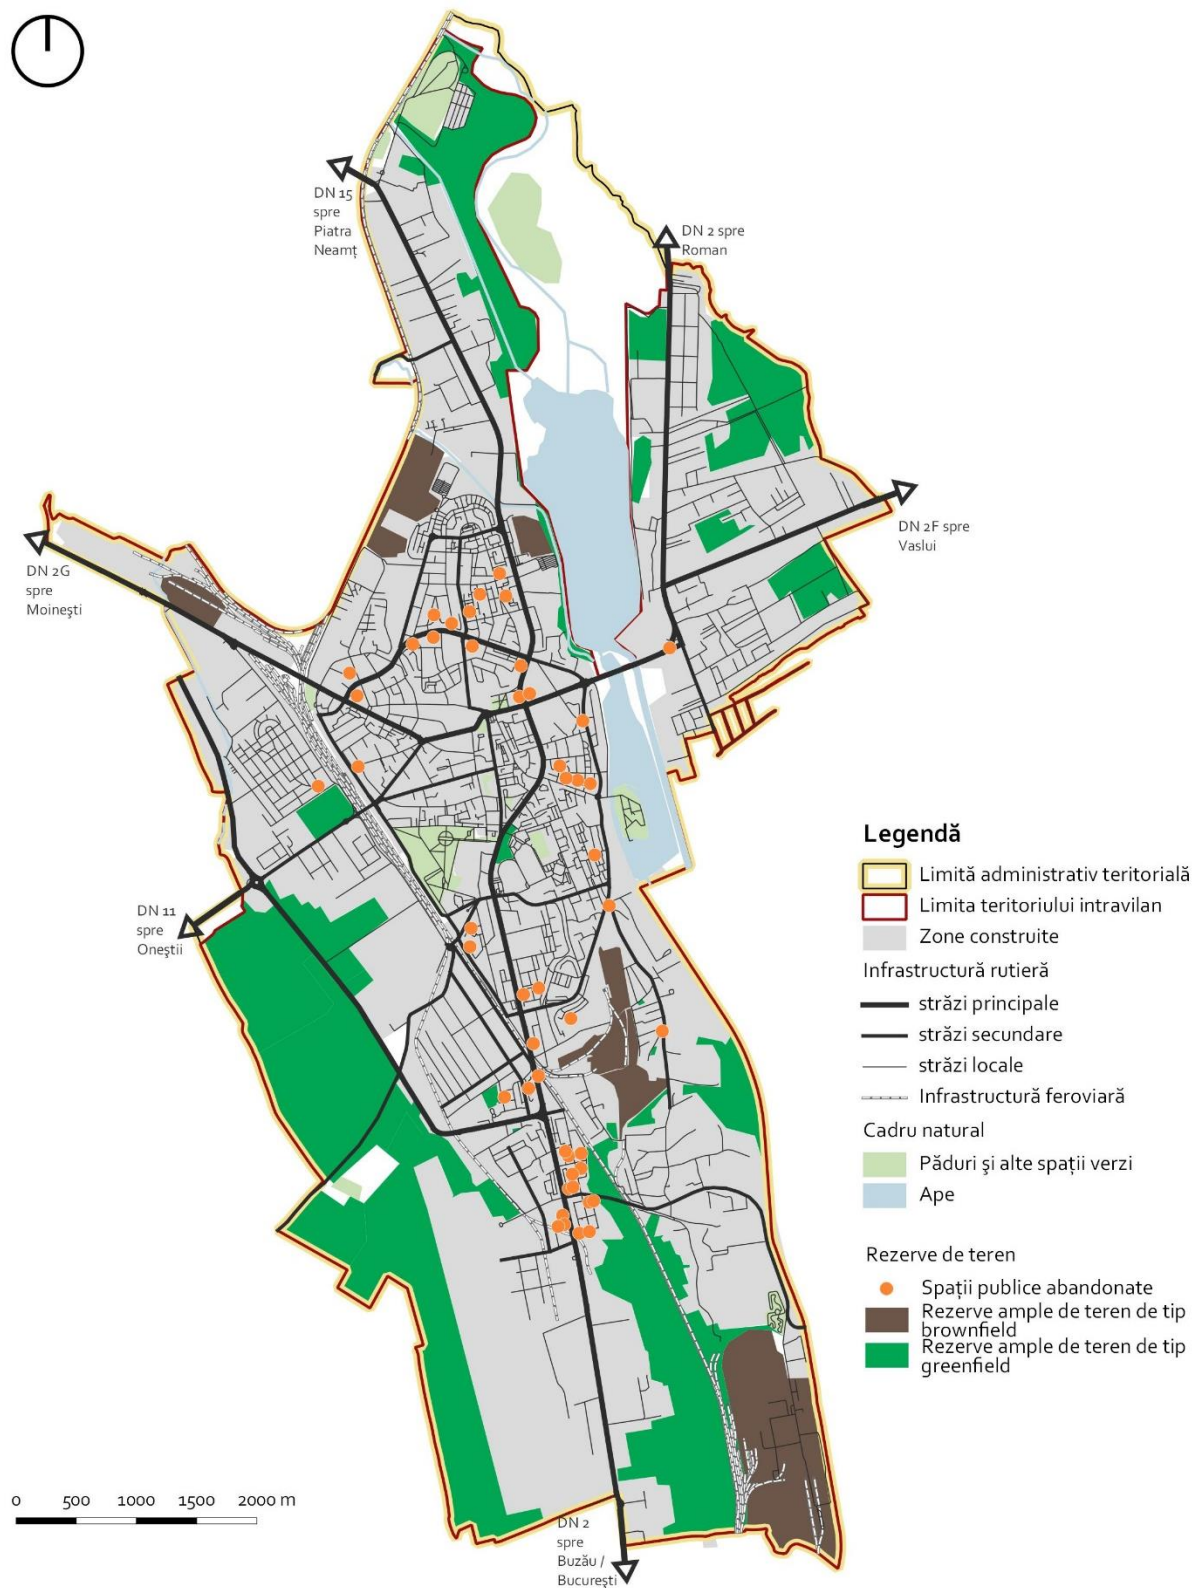 DN 15
spre
Piatra
Neamț
DN 2 spre
Roman
DN 2F spre
Vaslui
DN 2G
spre
Moinești
DN 11
spre
Oneștii
DN 2
spre
Buzău /
București
0 500 1000 1500 2000 m
Legendă
Limită administrativ teritorială
Limita teritoriului intravilan
Zone construite
Infrastructură rutieră
străzi principale
străzi secundare
străzi locale
Infrastructură feroviară
Cadru natural
Păduri și alte spații verzi
Ape
Rezerve de teren
Spații publice abandonate
Rezerve ample de teren de tip
brownfield
Rezerve ample de teren de tip
greenfield